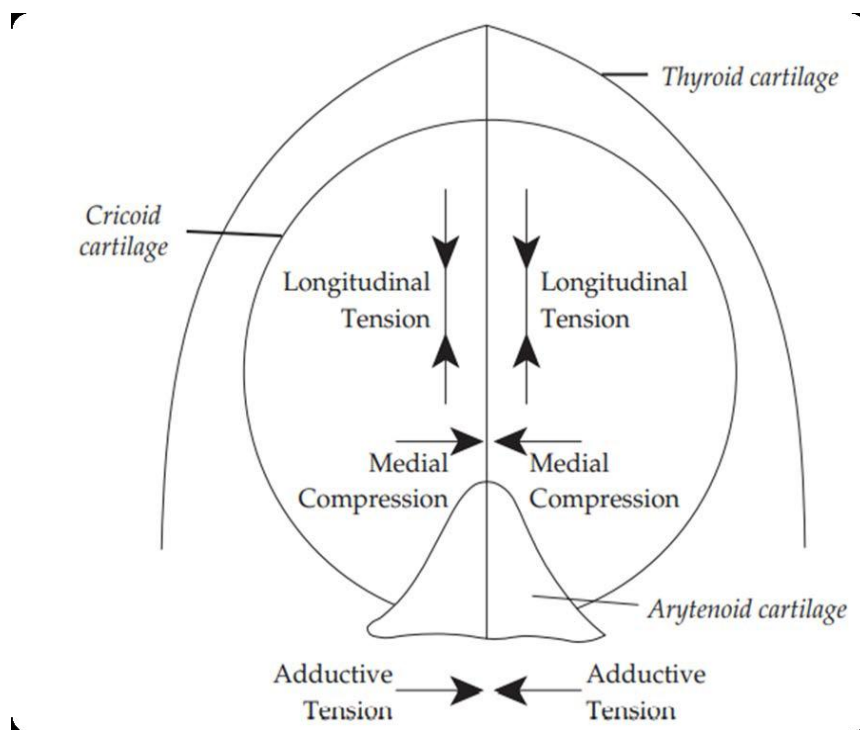 Thyroid cartilage
Cricoid
cartilage
Longitudinal
Tension
Longitudinal
Tension
Medial
Compression
Medial
Compression
Arytenoid cartilage
Adductive
Tension
Adductive
Tension